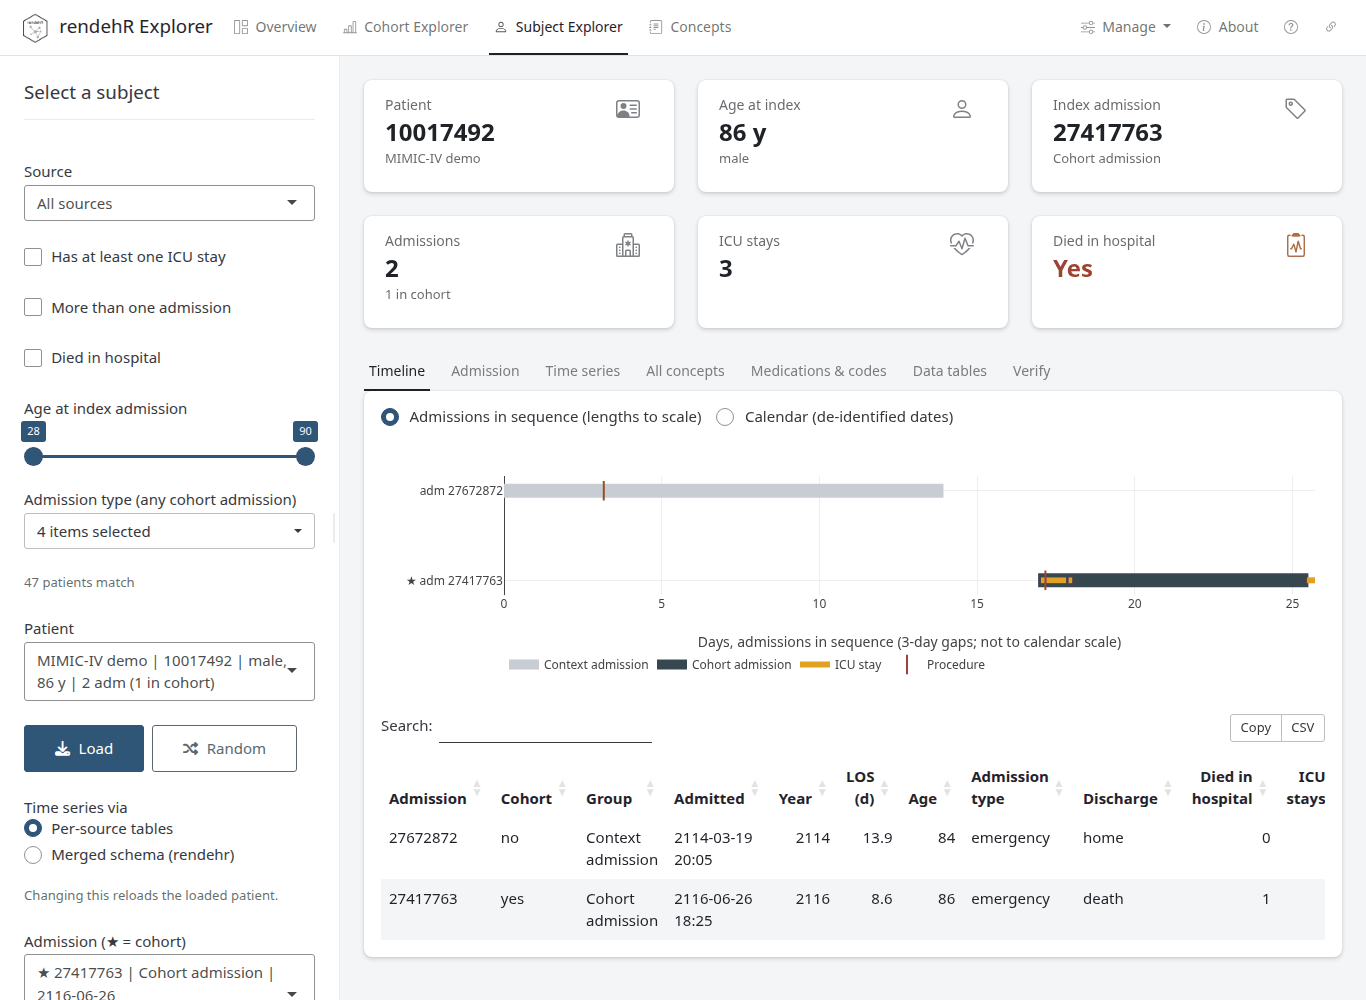 rendehR Explorer
Overview
Cohort Explorer
Subject Explorer
Concepts
Manage
About
Select a subject
Source
All sources
Has at least one ICU stay
More than one admission
Died in hospital
Age at index admission
28
90
Admission type (any cohort admission)
4 items selected
47 patients match
Patient
MIMIC-IV demo | 10017492 | male,
86 y | 2 adm (1 in cohort)
Load
Random
Time series via
Per-source tables
Merged schema (rendehr)
Changing this reloads the loaded patient.
Admission (★ = cohort)
★ 27417763 | Cohort admission |
2116-06-26
Patient
10017492
MIMIC-IV demo
Age at index
86 y
male
Index admission
27417763
Cohort admission
Admissions
2
1 in cohort
ICU stays
3
Died in hospital
Yes
Timeline
Admission
Time series
All concepts
Medications & codes
Data tables
Verify
Admissions in sequence (lengths to scale)
Calendar (de-identified dates)
adm 27672872
★ adm 27417763
0 5 10 15 20 25
Days, admissions in sequence (3-day gaps; not to calendar scale)
Context admission
Cohort admission
ICU stay
Procedure
Search:
Copy
CSV
Admission Cohort Group Admitted Year LOS (d) Age Admission type Discharge Died in hospital ICU stays
27672872 no Context admission 2114-03-19 20:05 2114 13.9 84 emergency home 0
27417763 yes Cohort admission 2116-06-26 18:25 2116 8.6 86 emergency death 1